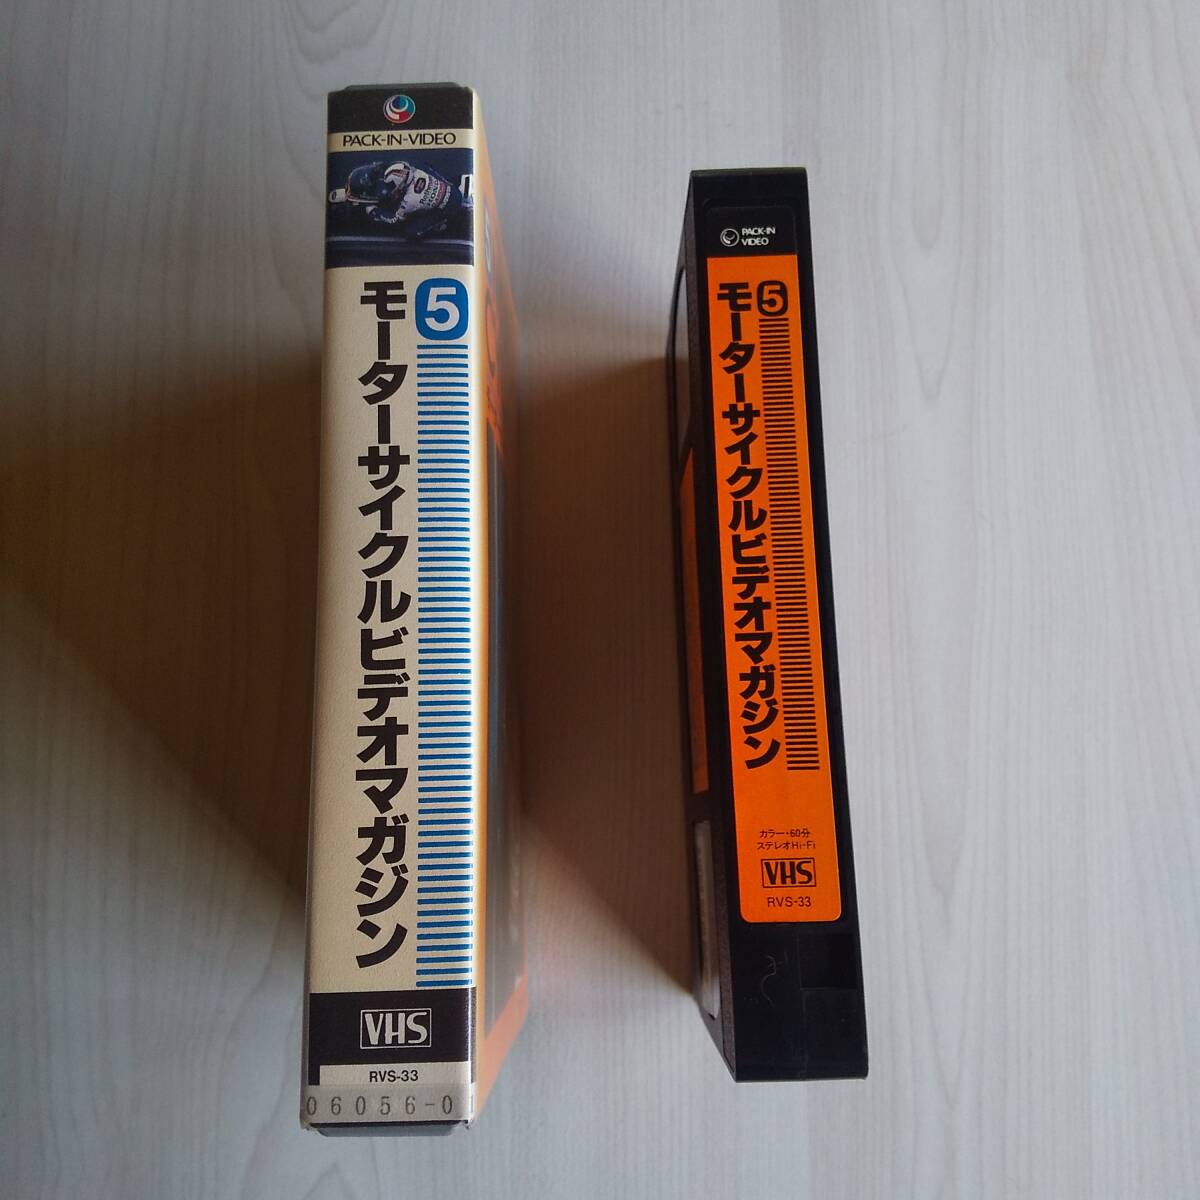 PACK-IN-VIDEO
5
モーターサイクルビデオマガジン
VHS
RVS-33
06056-0
PACK-IN
VIDEO
5
モーターサイクルビデオマガジン
カラー・60分
ステレオHi-Fi
VHS
RVS-33